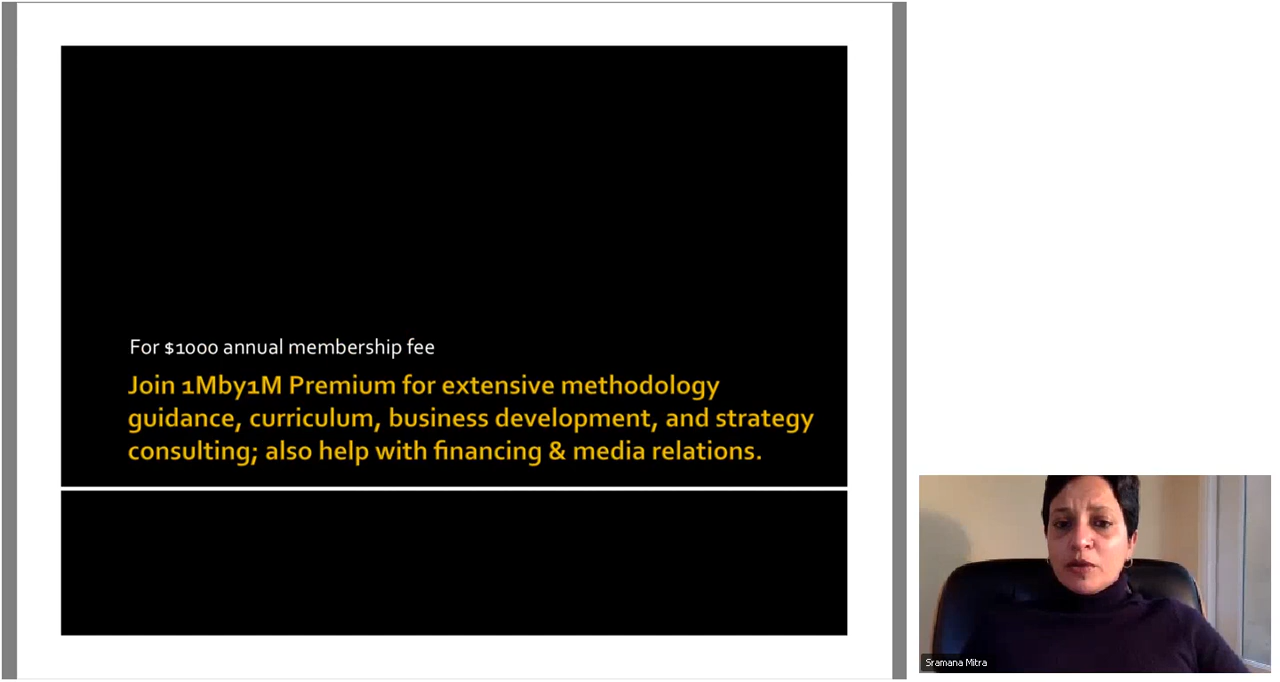 For $1000 annual membership fee
Join 1Mby1M Premium for extensive methodology
guidance, curriculum, business development, and strategy
consulting; also help with financing & media relations.
Sramana Mitra